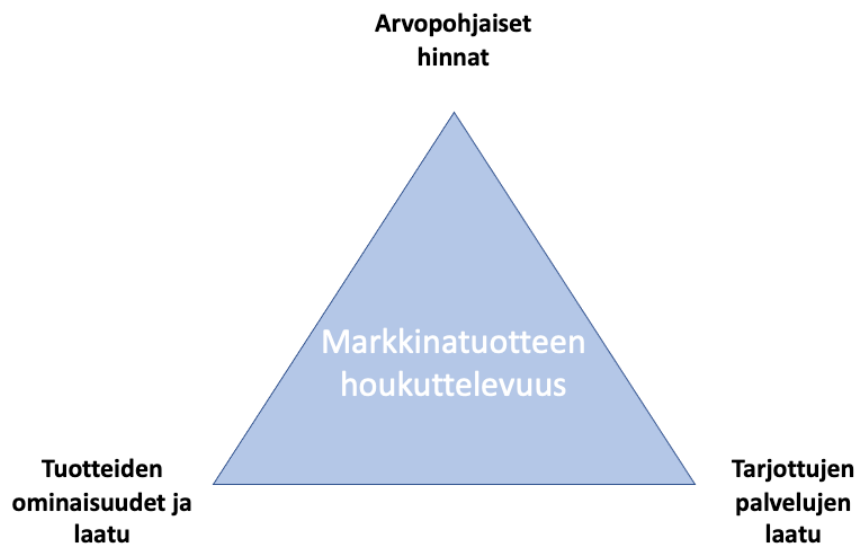 Arvopohjaiset
hinnat
Markkinatuotteen
houkuttelevuus
Tuotteiden
ominaisuudet ja
laatu
Tarjottujen
palvelujen
laatu